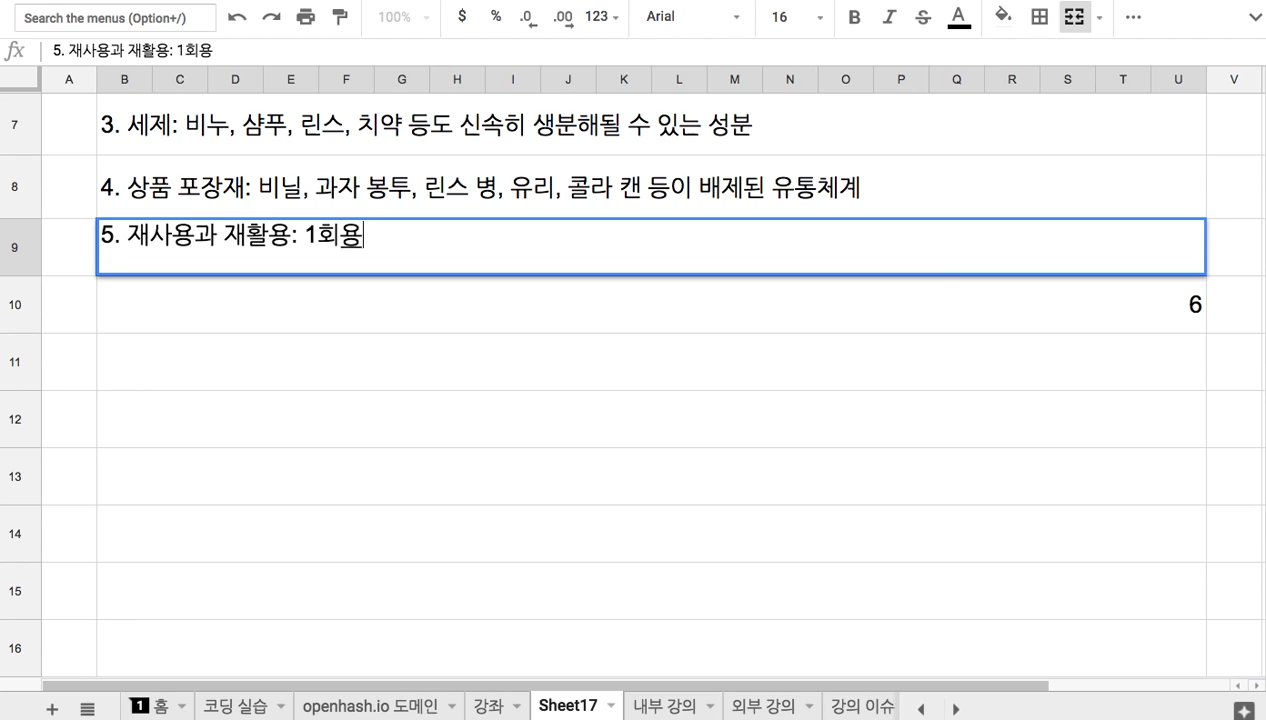 Search the menus (Option+/) 100% $ % .0 .00 123 Arial 16 B I S A
fx 5. 재사용과 재활용: 1회용
A B C D E F G H I J K L M N O P Q R S T U V
7 3. 세제: 비누, 샴푸, 린스, 치약 등도 신속히 생분해될 수 있는 성분
8 4. 상품 포장재: 비닐, 과자 봉투, 린스 병, 유리, 콜라 캔 등이 배제된 유통체계
9 5. 재사용과 재활용: 1회용
10 6
11
12
13
14
15
16
1 홈 코딩 실습 openhash.io 도메인 강좌 Sheet17 내부 강의 외부 강의 강의 이슈